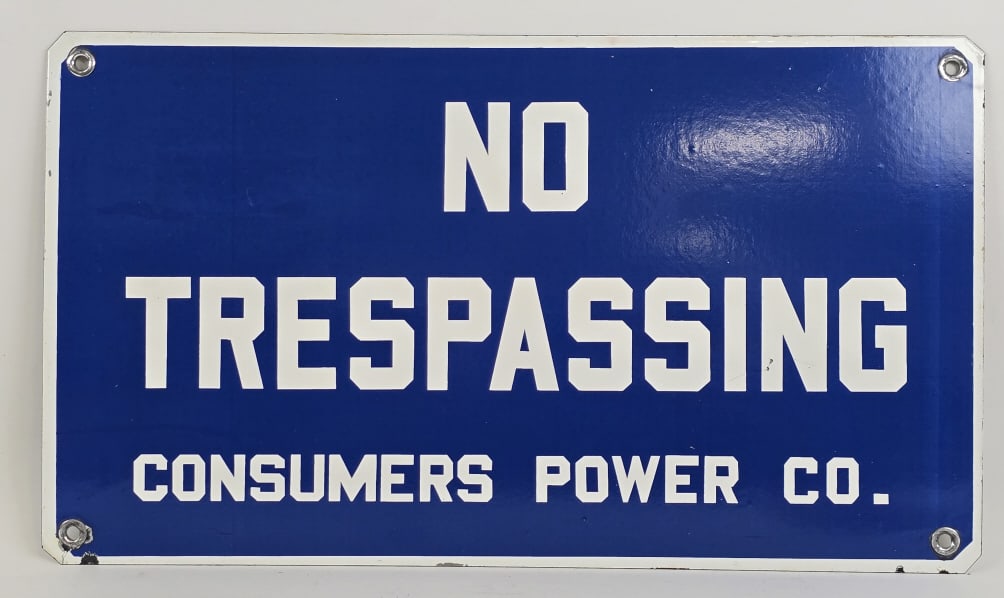 NO
TRESPASSING
CONSUMERS POWER CO.